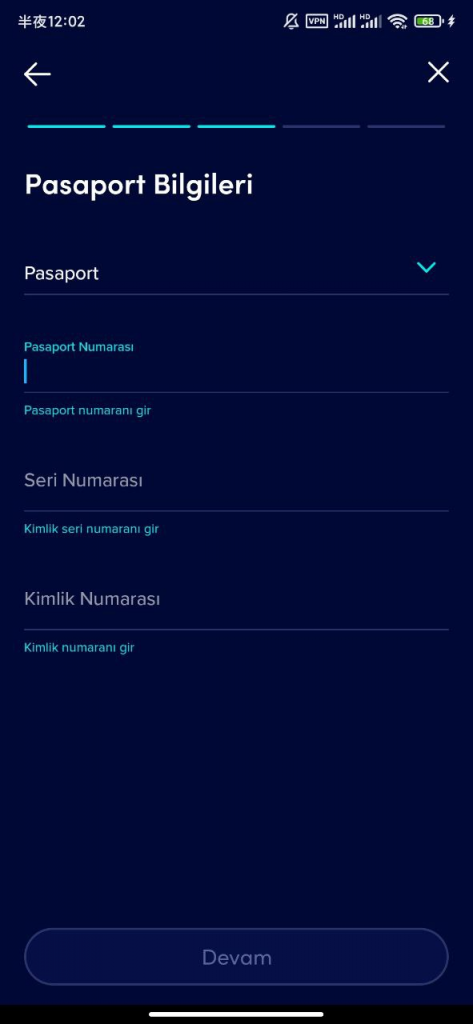 半夜12:02
VPN HD HD 68
Pasaport Bilgileri
Pasaport
Pasaport Numarası
Pasaport numaranı gir
Seri Numarası
Kimlik seri numaranı gir
Kimlik Numarası
Kimlik numaranı gir
Devam